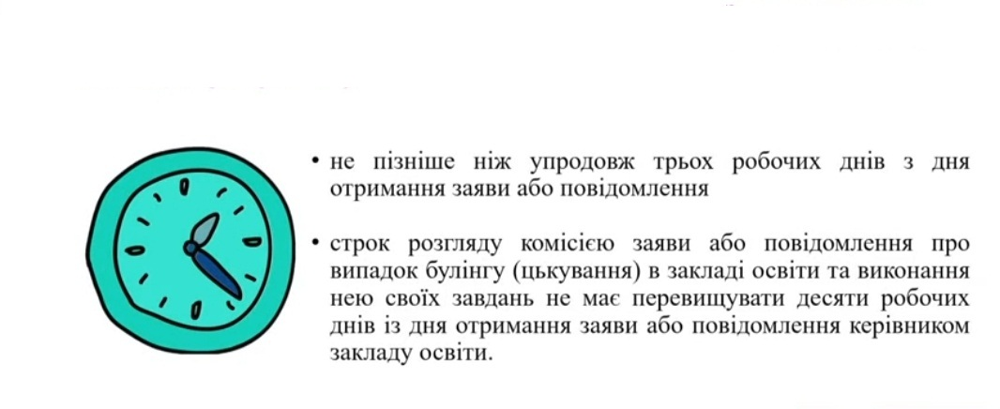 • не пізніше ніж упродовж трьох робочих днів з дня
отримання заяви або повідомлення
• строк розгляду комісією заяви або повідомлення про
випадок булінгу (цькування) в закладі освіти та виконання
нею своїх завдань не має перевищувати десяти робочих
днів із дня отримання заяви або повідомлення керівником
закладу освіти.